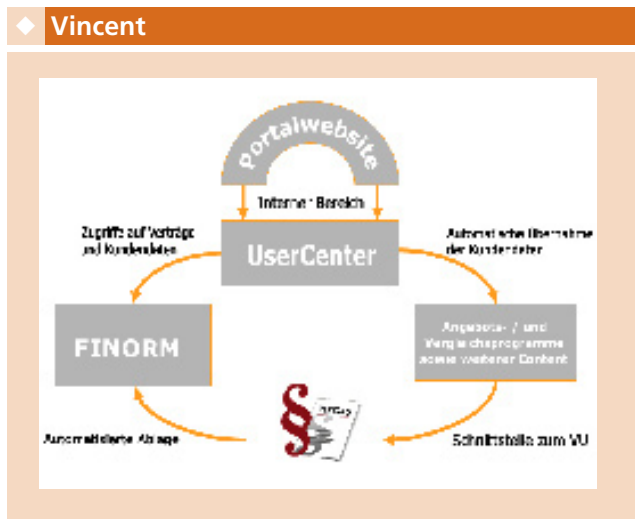 Vincent
Portalwebsite
Interner Bereich
Zugriffe auf Verträge
und Kundendaten
Automatische Übernahme
der Kundendaten
UserCenter
FINORM
Angebots- / und
Vergleichsprogramme
sowie weiterer Content
§
Automatisierte Ablage
Schnittstelle zum VU